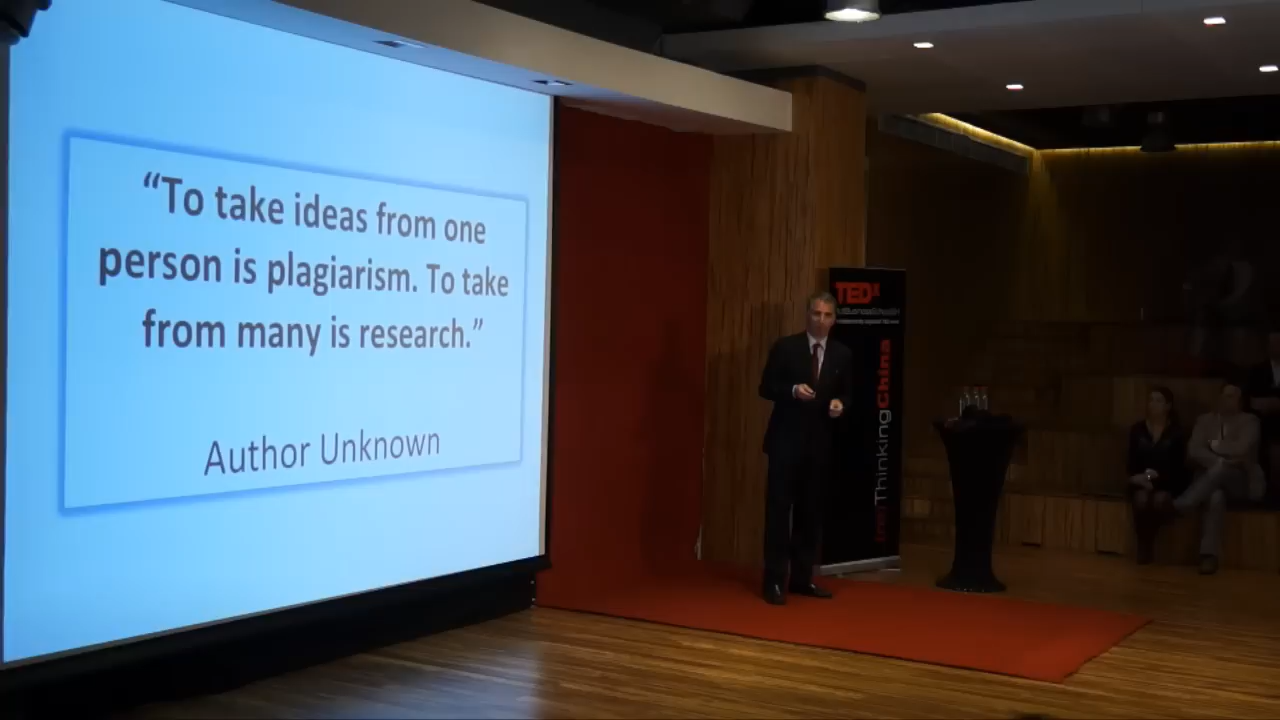 “To take ideas from one
person is plagiarism. To take
from many is research.”
Author Unknown
TEDx
ThinkingChina